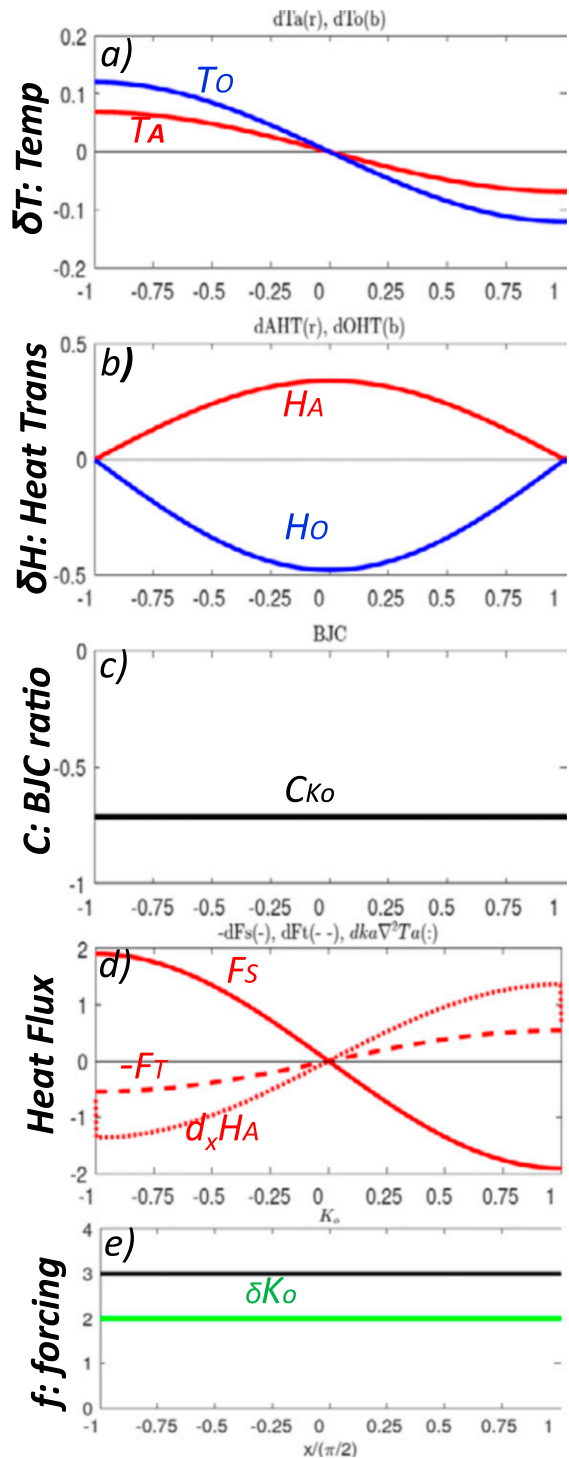 dTa(r), dTo(b)
a)
δT: Temp
To
TA
0.2
0.1
0
-0.1
-0.2
-1 -0.75 -0.5 -0.25 0 0.25 0.5 0.75 1
dAHT(r), dOHT(b)
b)
δH: Heat Trans
HA
HO
0.5
0
-0.5
-1 -0.75 -0.5 -0.25 0 0.25 0.5 0.75 1
BJC
c)
C: BJC ratio
CKo
0
-0.5
-1
-1 -0.75 -0.5 -0.25 0 0.25 0.5 0.75 1
-dFs(-), dFt(- -), dka∇²Ta(:)
d)
Heat Flux
FS
-FT
dₓHA
2
1
0
-1
-2
-1 -0.75 -0.5 -0.25 0 0.25 0.5 0.75 1
Kₒ
e)
f: forcing
δKo
4
3
2
1
0
-1 -0.75 -0.5 -0.25 0 0.25 0.5 0.75 1
x/(π/2)